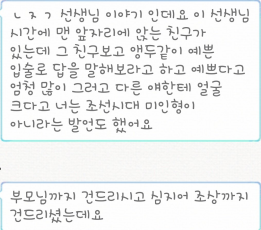 ㄴ ㅈ ㄱ 선생님 이야기 인데요 이 선생님
시간에 맨 앞자리에 앉는 친구가
있는데 그 친구보고 앵두같이 예쁜
입술로 답을 말해보라고 하고 예쁘다고
엄청 많이 그러고 다른 얘한테 얼굴
크다고 너는 조선시대 미인형이
아니라는 발언도 했어요
부모님까지 건드리시고 심지어 조상까지
건드리셨는데요